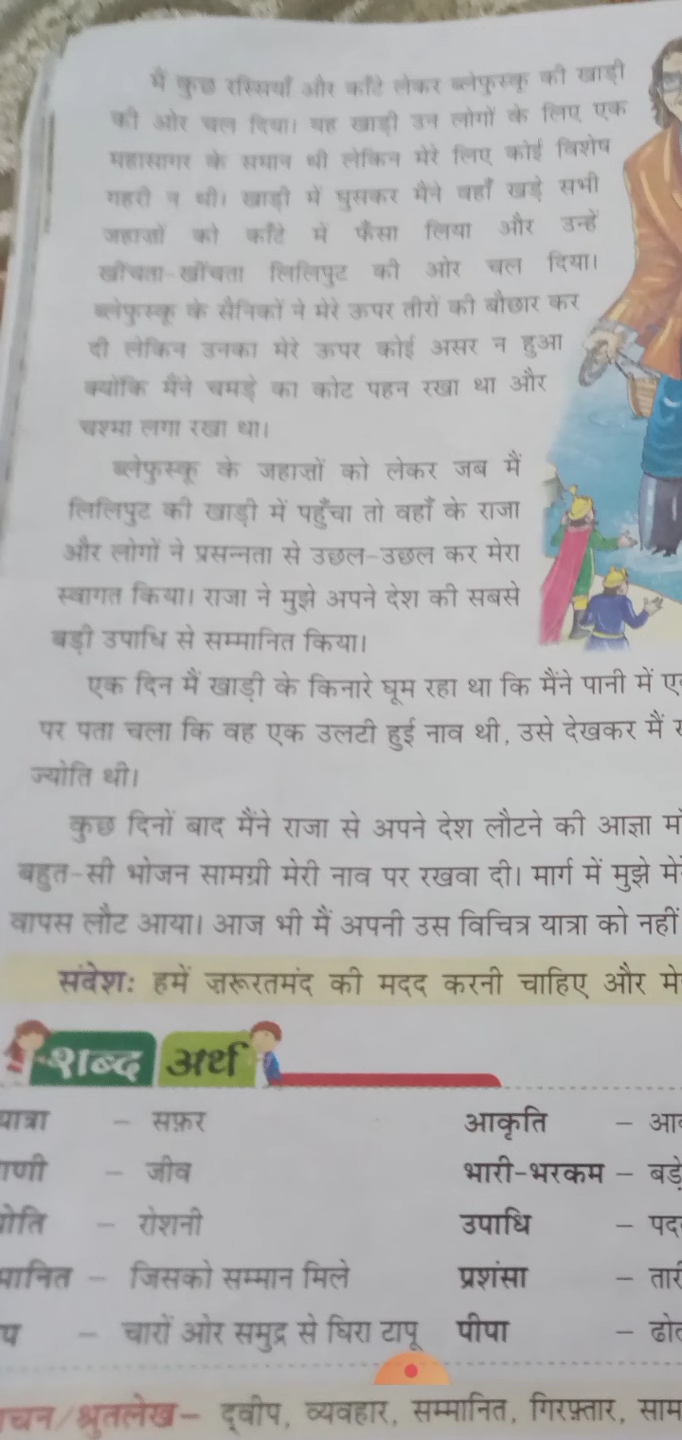 मैं कुछ रस्सियाँ और काँटे लेकर ब्लेफुस्कू की खाड़ी
की ओर चल दिया। यह खाड़ी उन लोगों के लिए एक
महासागर के समान थी लेकिन मेरे लिए कोई विशेष
गहरी न थी। खाड़ी में घुसकर मैंने वहाँ खड़े सभी
जहाज़ों को काँटे में फँसा लिया और उन्हें
खींचता-खींचता लिलिपुट की ओर चल दिया।
ब्लेफुस्कू के सैनिकों ने मेरे ऊपर तीरों की बौछार कर
दी लेकिन उनका मेरे ऊपर कोई असर न हुआ
क्योंकि मैंने चमड़े का कोट पहन रखा था और
चश्मा लगा रखा था।
ब्लेफुस्कू के जहाज़ों को लेकर जब मैं
लिलिपुट की खाड़ी में पहुँचा तो वहाँ के राजा
और लोगों ने प्रसन्नता से उछल-उछल कर मेरा
स्वागत किया। राजा ने मुझे अपने देश की सबसे
बड़ी उपाधि से सम्मानित किया।
एक दिन मैं खाड़ी के किनारे घूम रहा था कि मैंने पानी में
पर पता चला कि वह एक उलटी हुई नाव थी, उसे देखकर मैं
ज्योति थी।
कुछ दिनों बाद मैंने राजा से अपने देश लौटने की आज्ञा
बहुत-सी भोजन सामग्री मेरी नाव पर रखवा दी। मार्ग में मुझे
वापस लौट आया। आज भी मैं अपनी उस विचित्र यात्रा को नहीं
संदेश: हमें ज़रूरतमंद की मदद करनी चाहिए और
शब्द अर्थ
यात्रा – सफ़र आकृति –
– जीव भारी-भरकम – बड़े
– रोशनी उपाधि –
– जिसको सम्मान मिले प्रशंसा –
– चारों ओर समुद्र से घिरा टापू पीपा –
/श्रुतलेख– द्वीप, व्यवहार, सम्मानित, गिरफ़्तार,